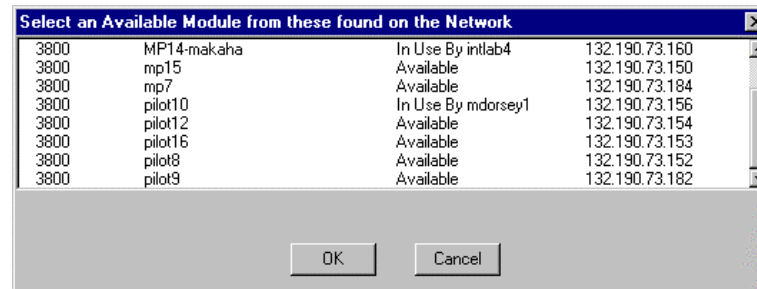 Select an Available Module from these found on the Network
3800 MP14-makaha In Use By intlab4 132.190.73.160
3800 mp15 Available 132.190.73.150
3800 mp7 Available 132.190.73.184
3800 pilot10 In Use By mdorsey1 132.190.73.156
3800 pilot12 Available 132.190.73.154
3800 pilot16 Available 132.190.73.153
3800 pilot8 Available 132.190.73.152
3800 pilot9 Available 132.190.73.182
OK Cancel